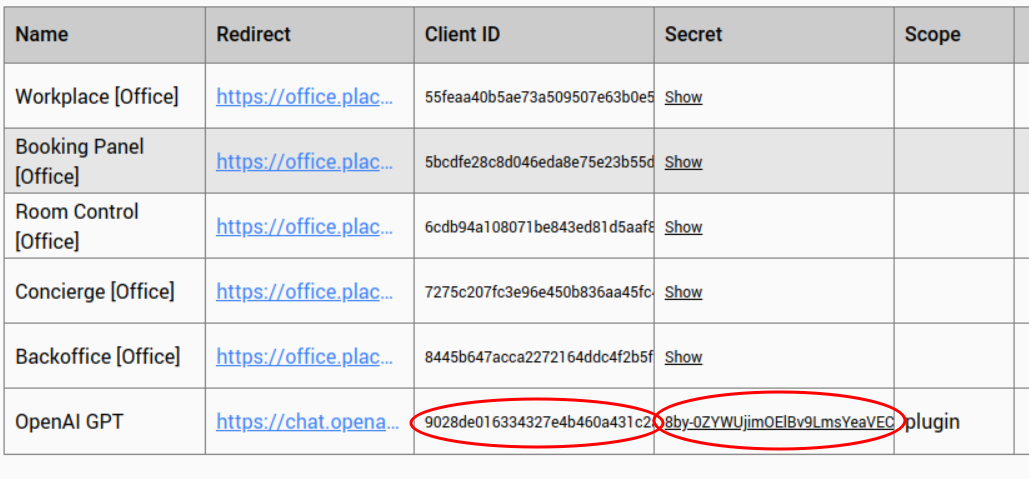 Name Redirect Client ID Secret Scope
Workplace [Office] https://office.plac... 55feaa40b5ae73a509507e63b0e5 Show
Booking Panel
[Office] https://office.plac... 5bcdfe28c8d046eda8e75e23b55d Show
Room Control
[Office] https://office.plac... 6cdb94a108071be843ed81d5aaf8 Show
Concierge [Office] https://office.plac... 7275c207fc3e96e450b836aa45fc Show
Backoffice [Office] https://office.plac... 8445b647acca2272164ddc4f2b5f Show
OpenAI GPT https://chat.opena... 9028de016334327e4b460a431c2 8by-0ZYWUjimOElBv9LmsYeaVEC plugin